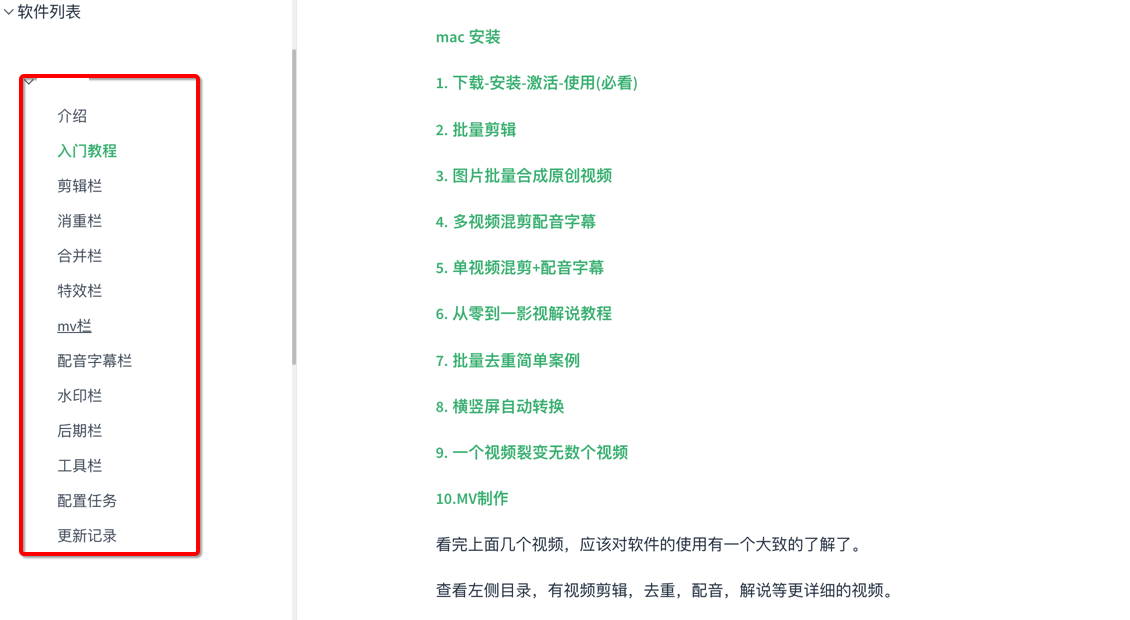 软件列表
介绍
入门教程
剪辑栏
消重栏
合并栏
特效栏
mv栏
配音字幕栏
水印栏
后期栏
工具栏
配置任务
更新记录
mac 安装
1. 下载-安装-激活-使用(必看)
2. 批量剪辑
3. 图片批量合成原创视频
4. 多视频混剪配音字幕
5. 单视频混剪+配音字幕
6. 从零到一影视解说教程
7. 批量去重简单案例
8. 横竖屏自动转换
9. 一个视频裂变无数个视频
10.MV制作
看完上面几个视频，应该对软件的使用有一个大致的了解了。
查看左侧目录，有视频剪辑，去重，配音，解说等更详细的视频。